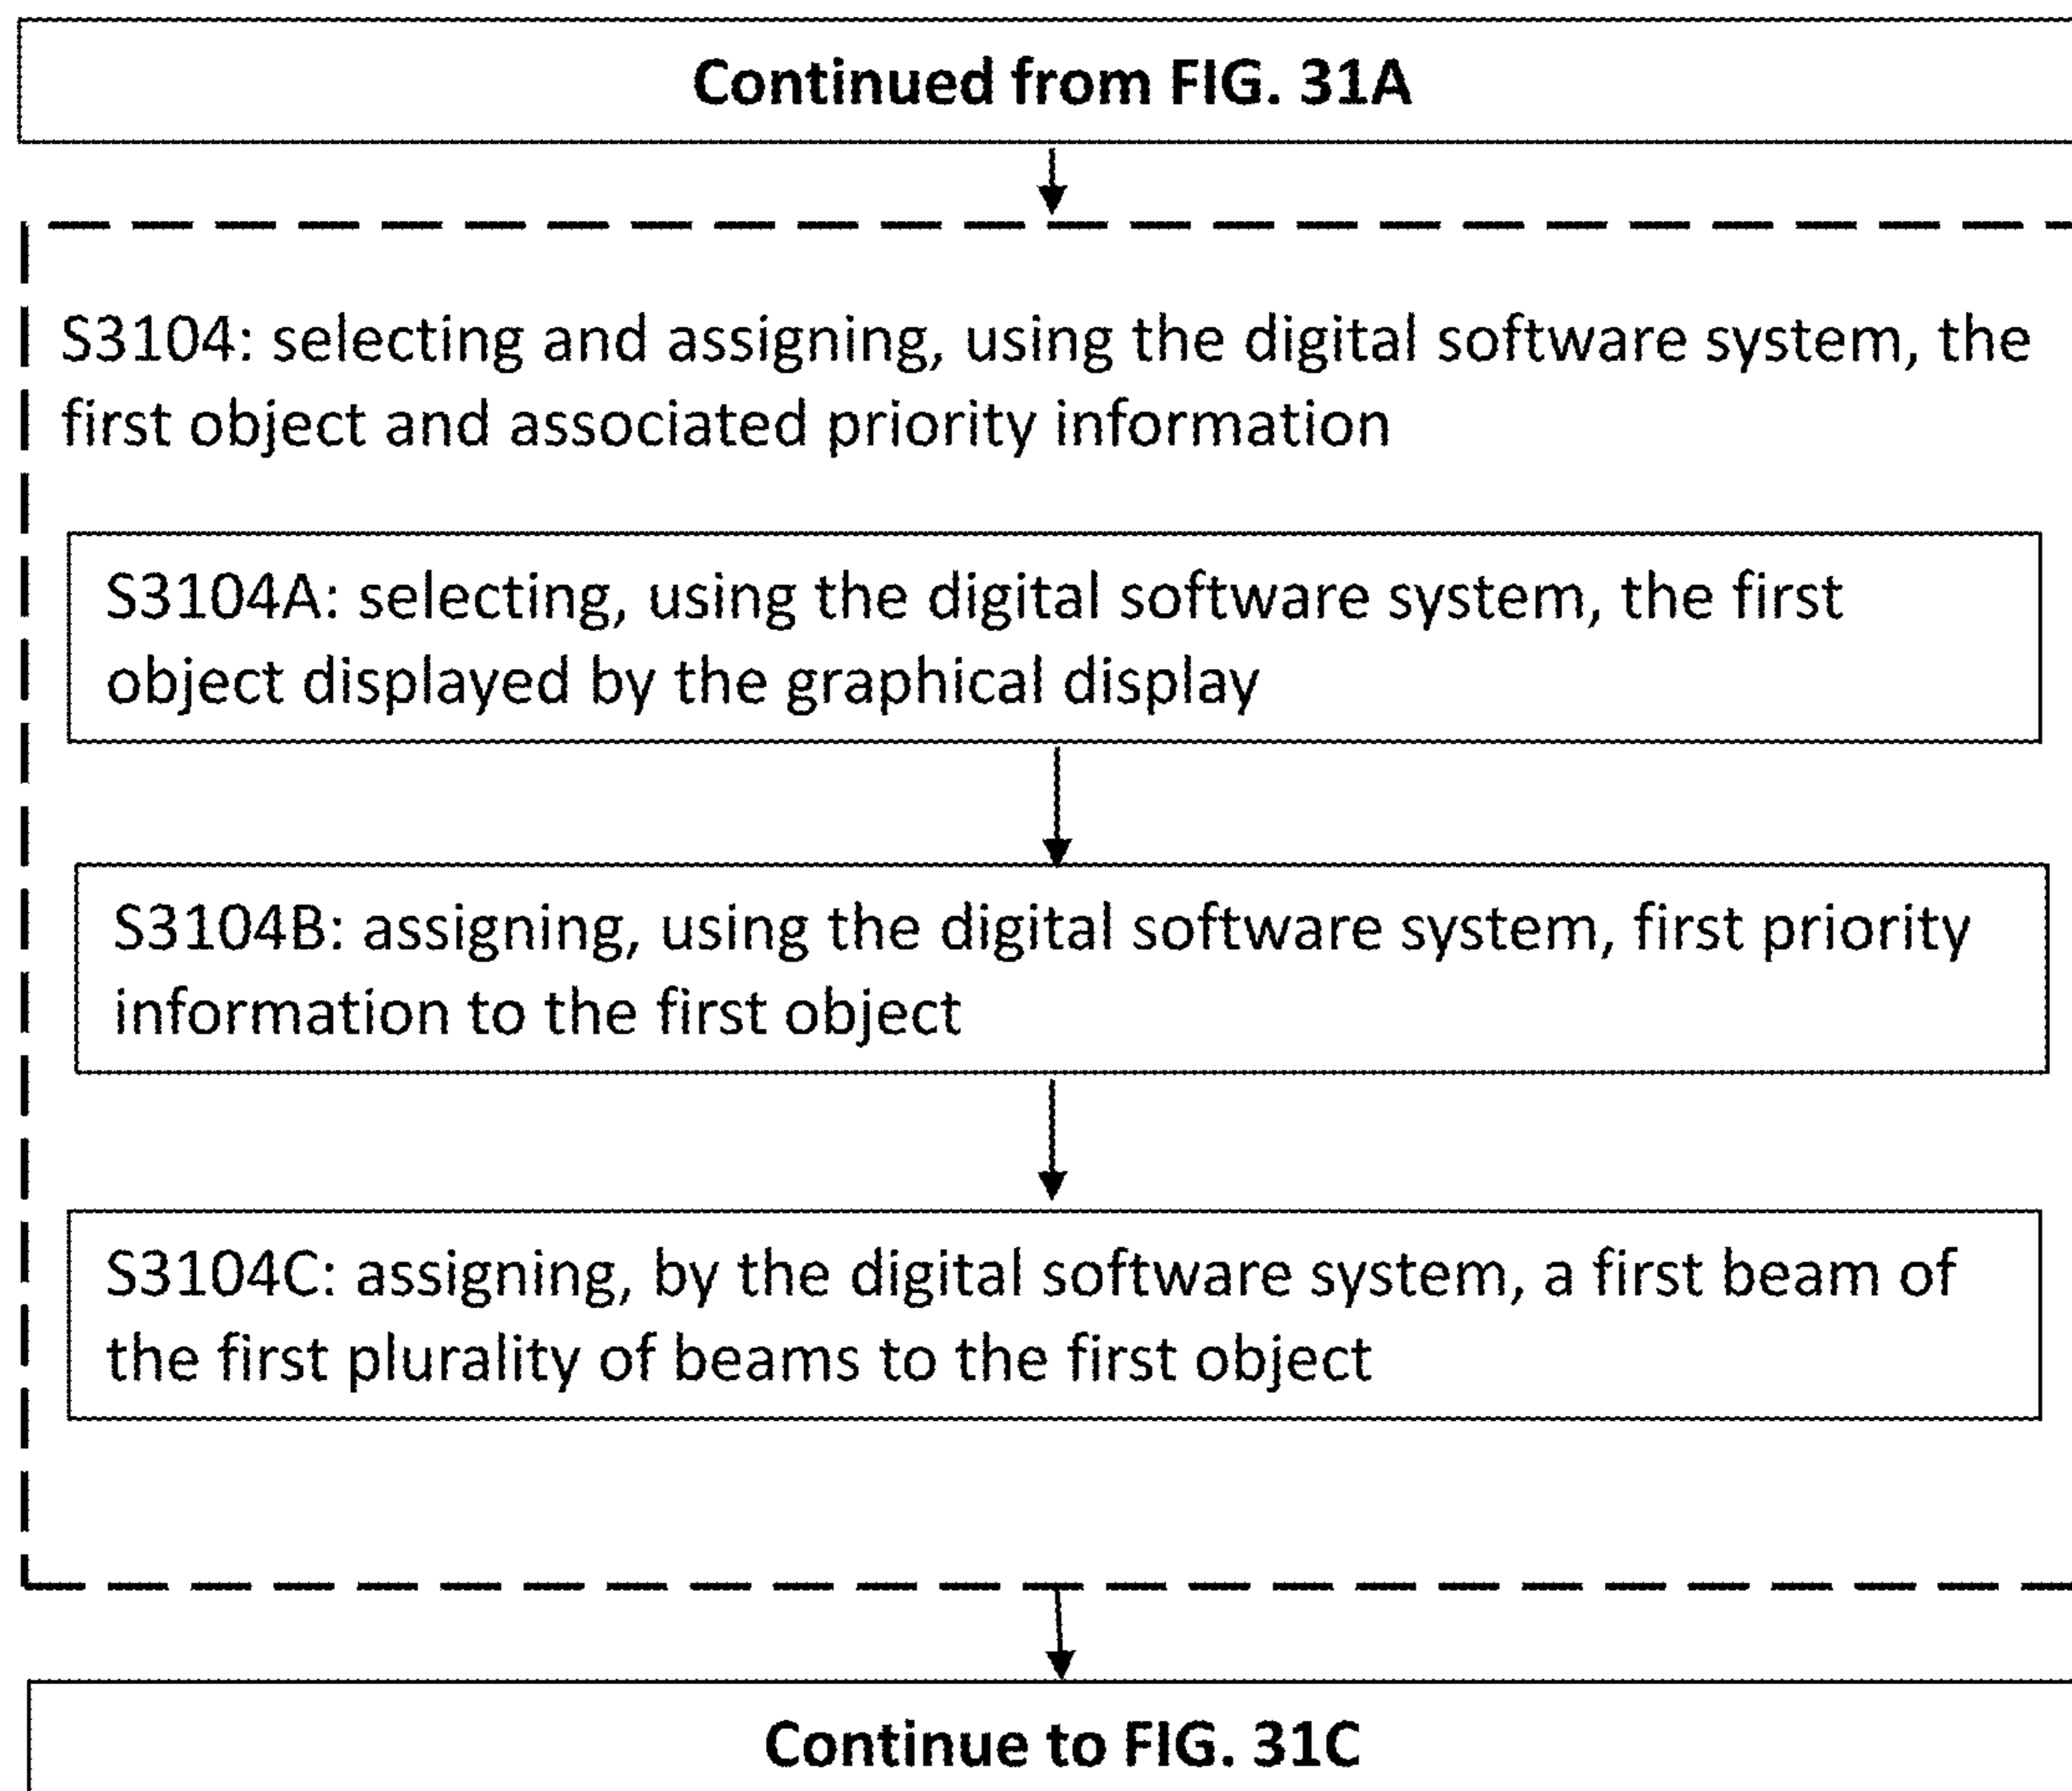 Continued from FIG. 31A
S3104: selecting and assigning, using the digital software system, the
first object and associated priority information
S3104A: selecting, using the digital software system, the first
object displayed by the graphical display
S3104B: assigning, using the digital software system, first priority
information to the first object
S3104C: assigning, by the digital software system, a first beam of
the first plurality of beams to the first object
Continue to FIG. 31C